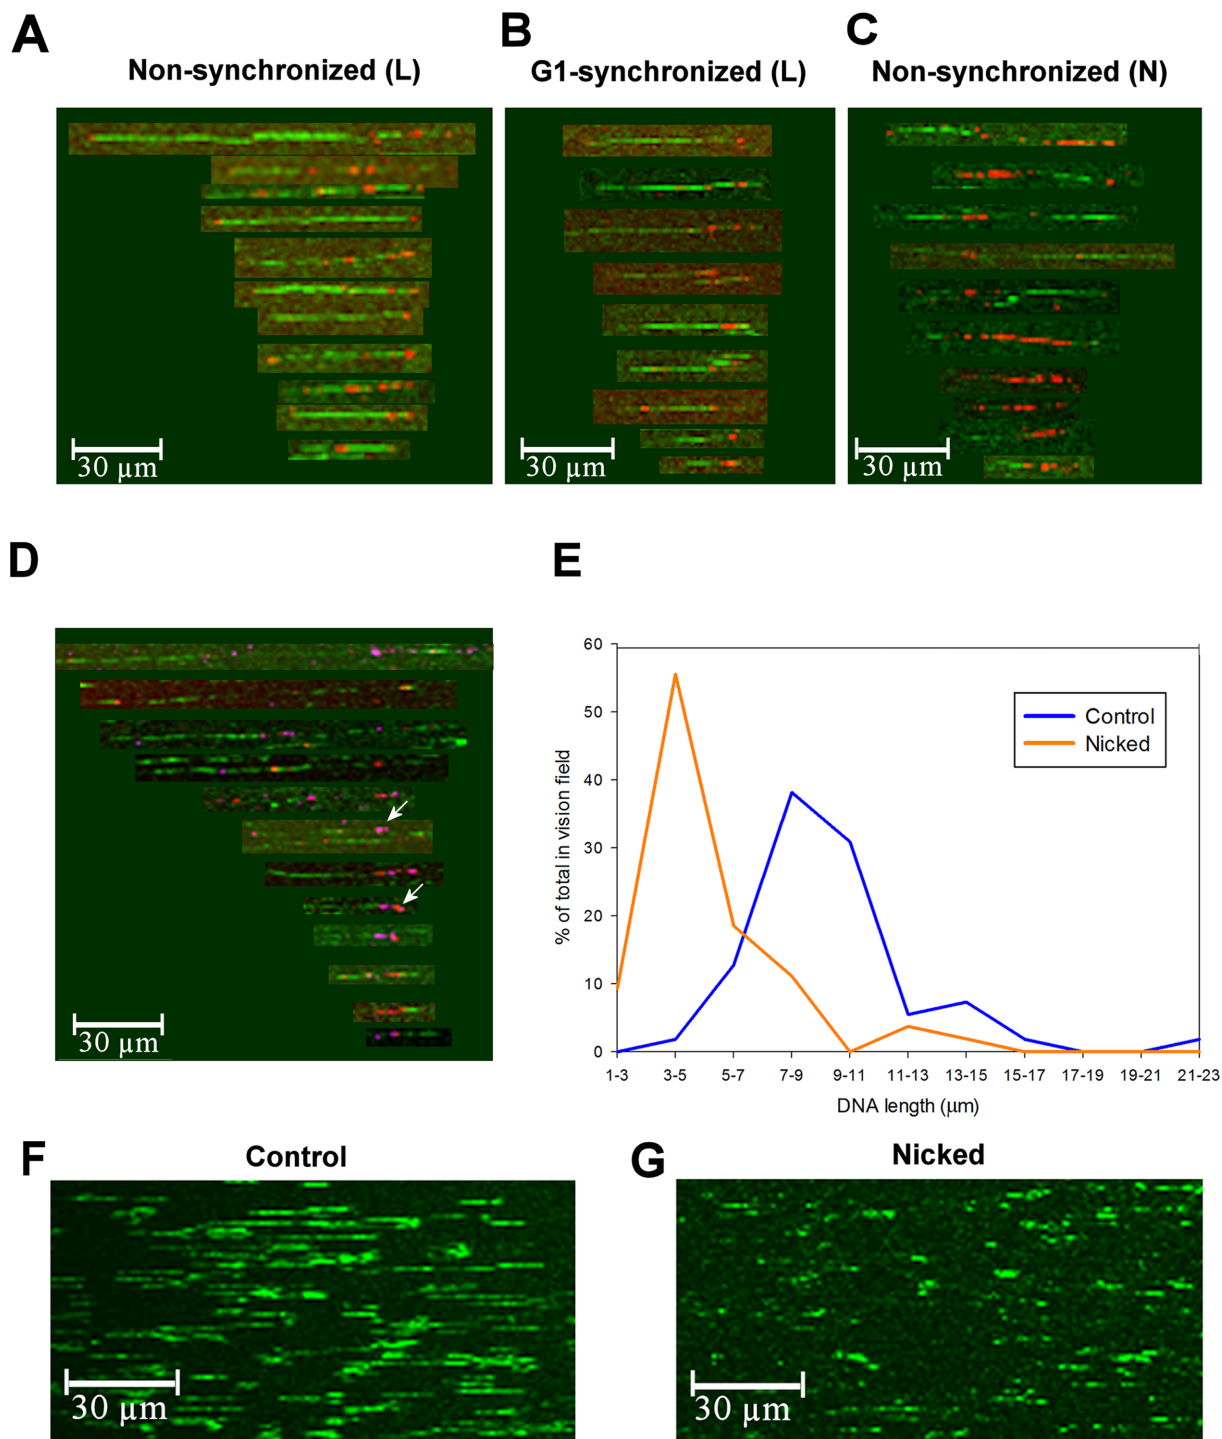 A
Non-synchronized (L)
B
G1-synchronized (L)
C
Non-synchronized (N)
30 µm
30 µm
30 µm
D
30 µm
E
60
50
40
30
20
10
0
% of total in vision field
Control
Nicked
1-3 3-5 5-7 7-9 9-11 11-13 13-15 15-17 17-19 19-21 21-23
DNA length (µm)
F
Control
30 µm
G
Nicked
30 µm